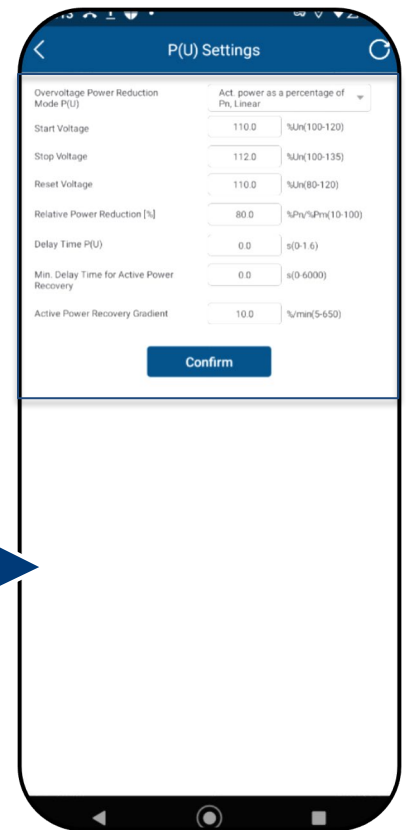 P(U) Settings
Overvoltage Power Reduction
Mode P(U)
Act. power as a percentage of
Pn, Linear
Start Voltage 110.0 %Un(100-120)
Stop Voltage 112.0 %Un(100-135)
Reset Voltage 110.0 %Un(80-120)
Relative Power Reduction [%] 80.0 %Pn/%Pm(10-100)
Delay Time P(U) 0.0 s(0-1.6)
Min. Delay Time for Active Power
Recovery
0.0 s(0-6000)
Active Power Recovery Gradient 10.0 %/min(5-650)
Confirm